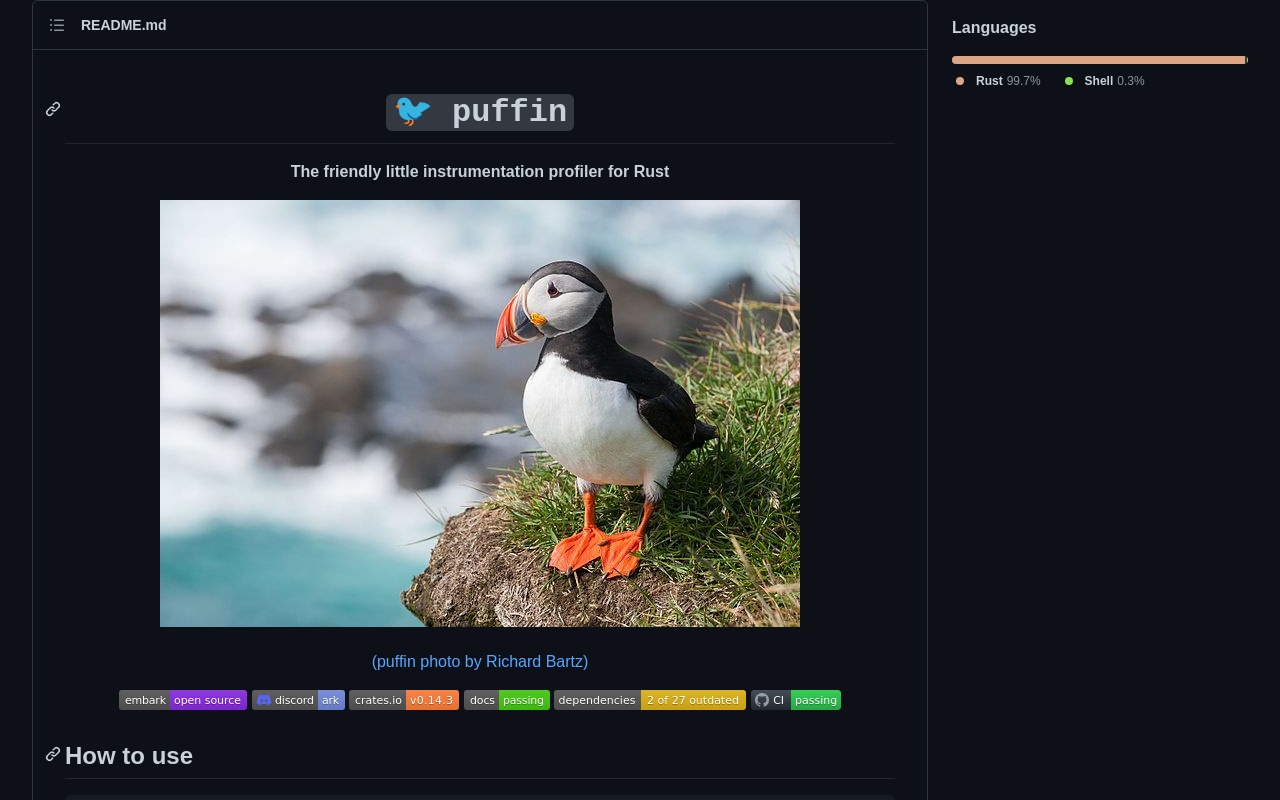 README.md
puffin
The friendly little instrumentation profiler for Rust
(puffin photo by Richard Bartz)
embark open source discord ark crates.io v0.14.3 docs passing dependencies 2 of 27 outdated CI passing
How to use
Languages
Rust 99.7% Shell 0.3%